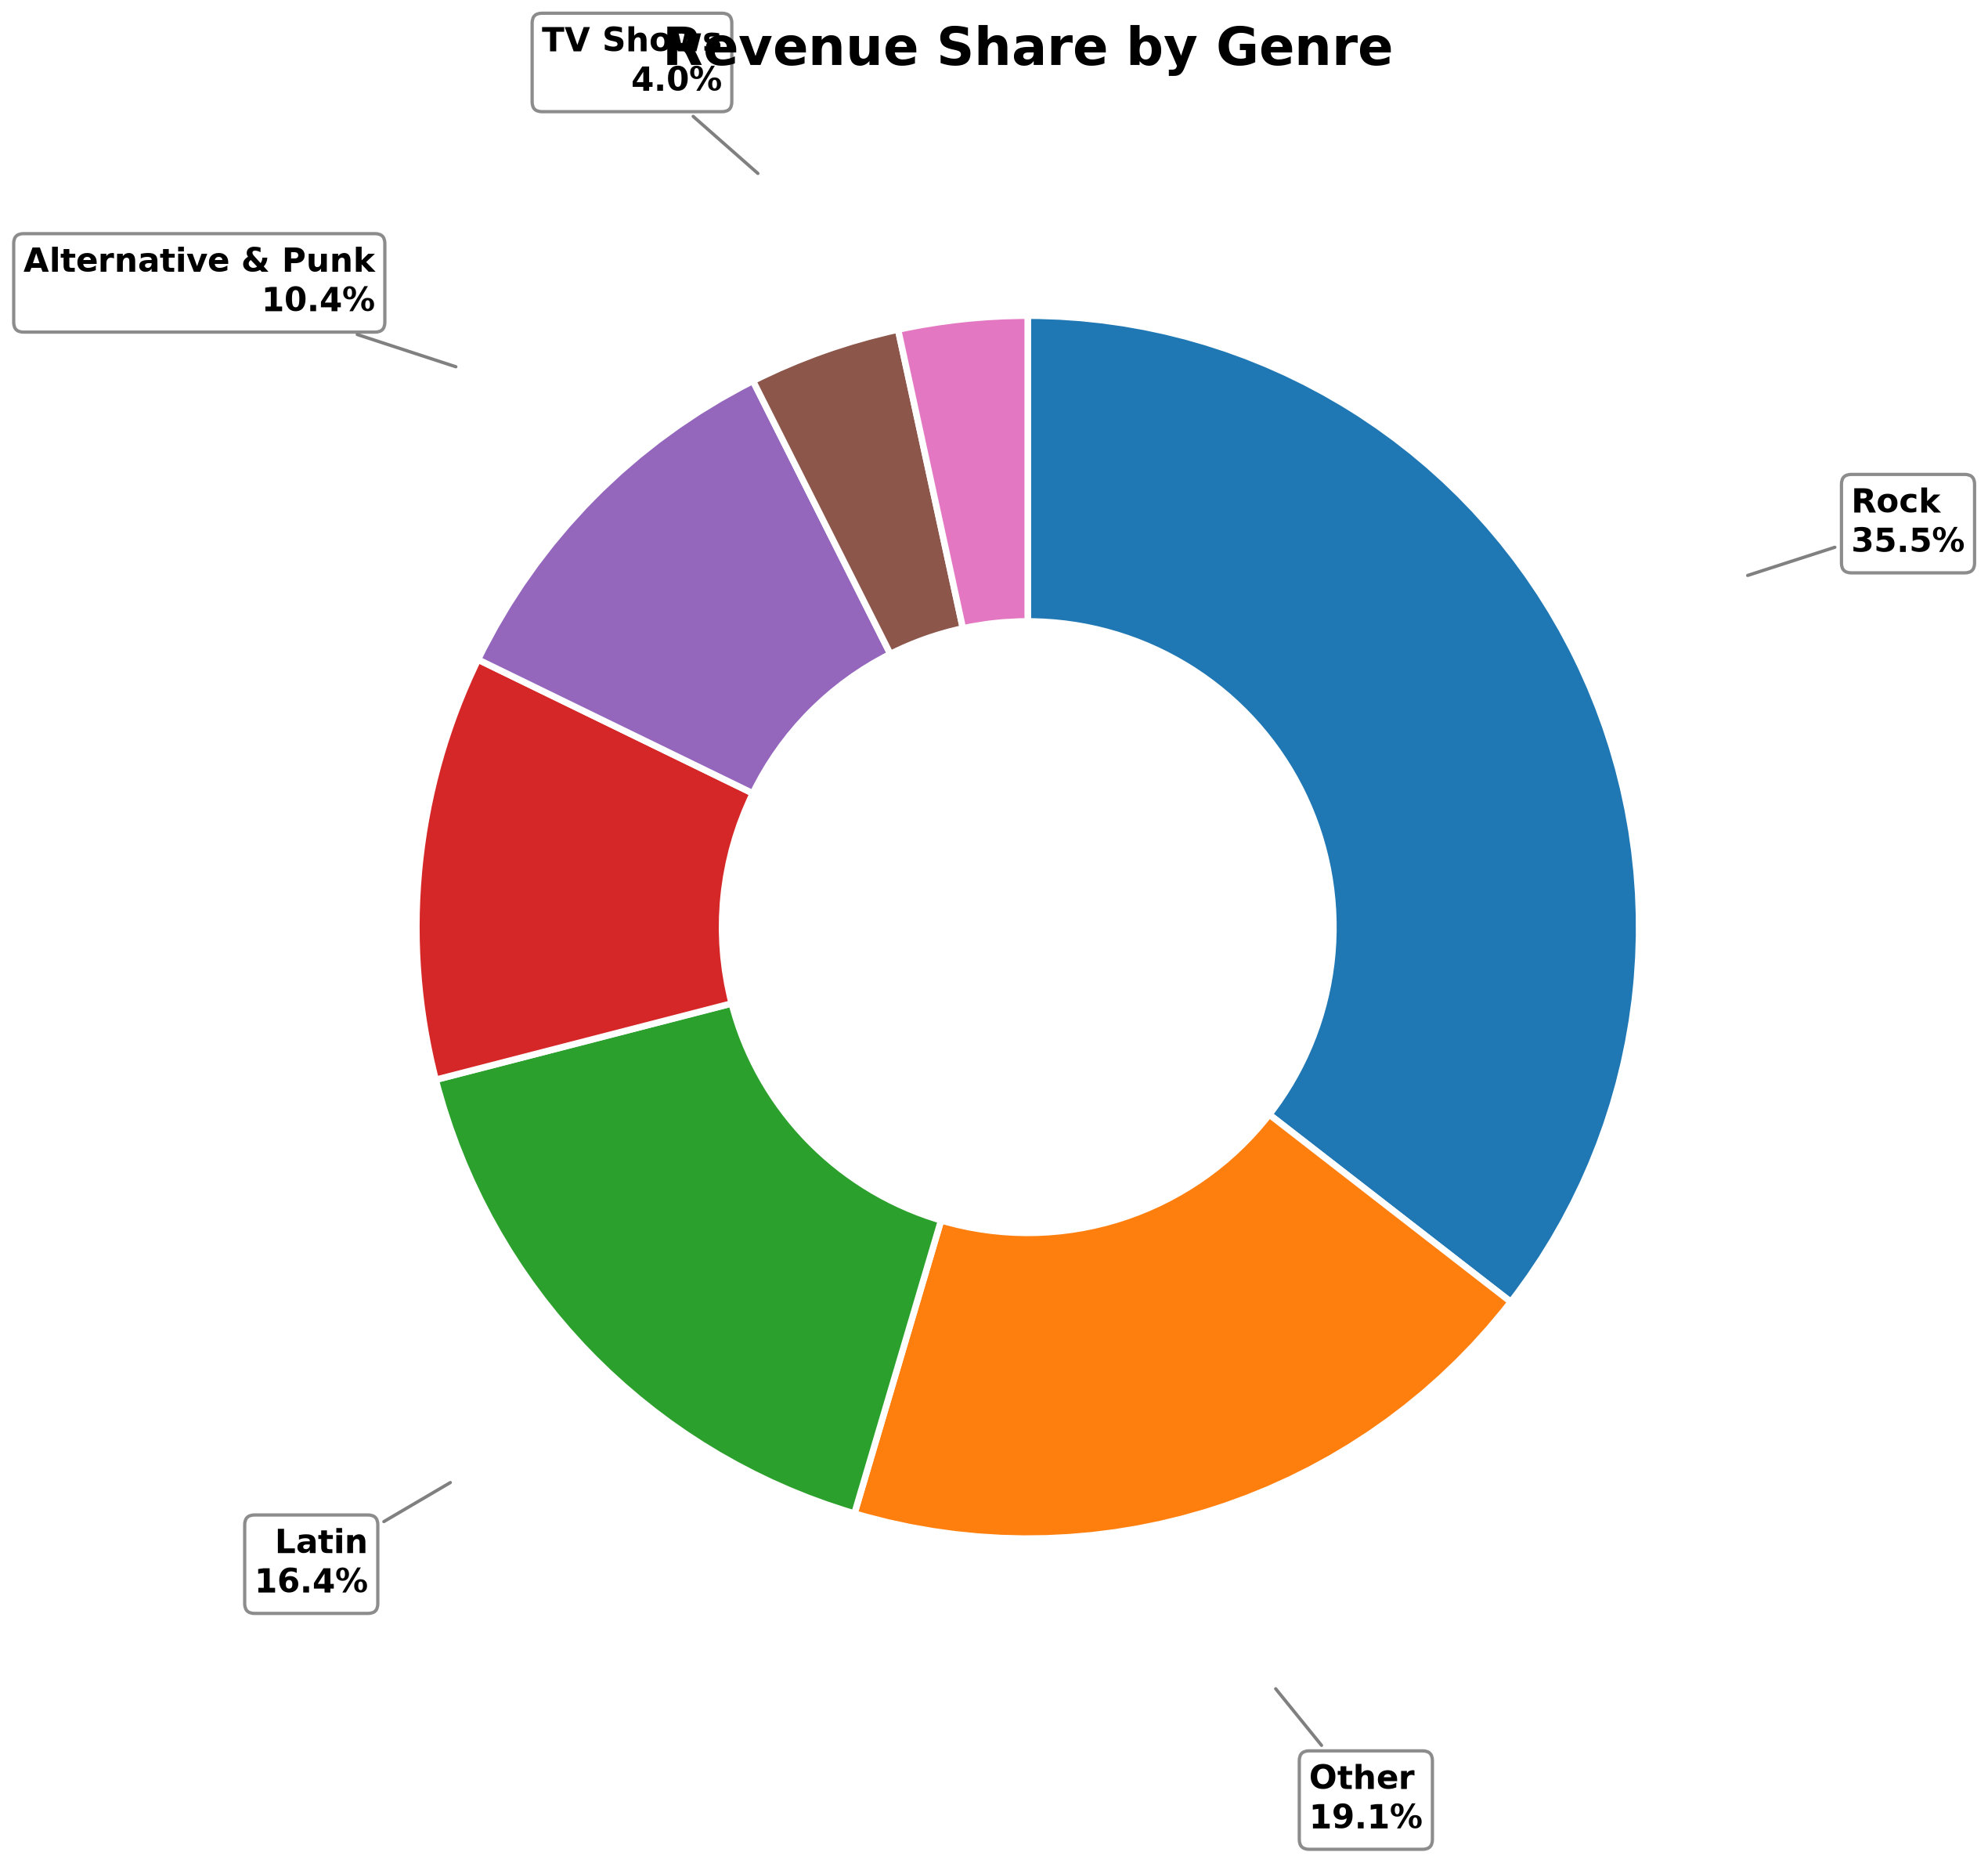 Revenue Share by Genre
TV Shows
4.0%
Alternative & Punk
10.4%
Rock
35.5%
Latin
16.4%
Other
19.1%